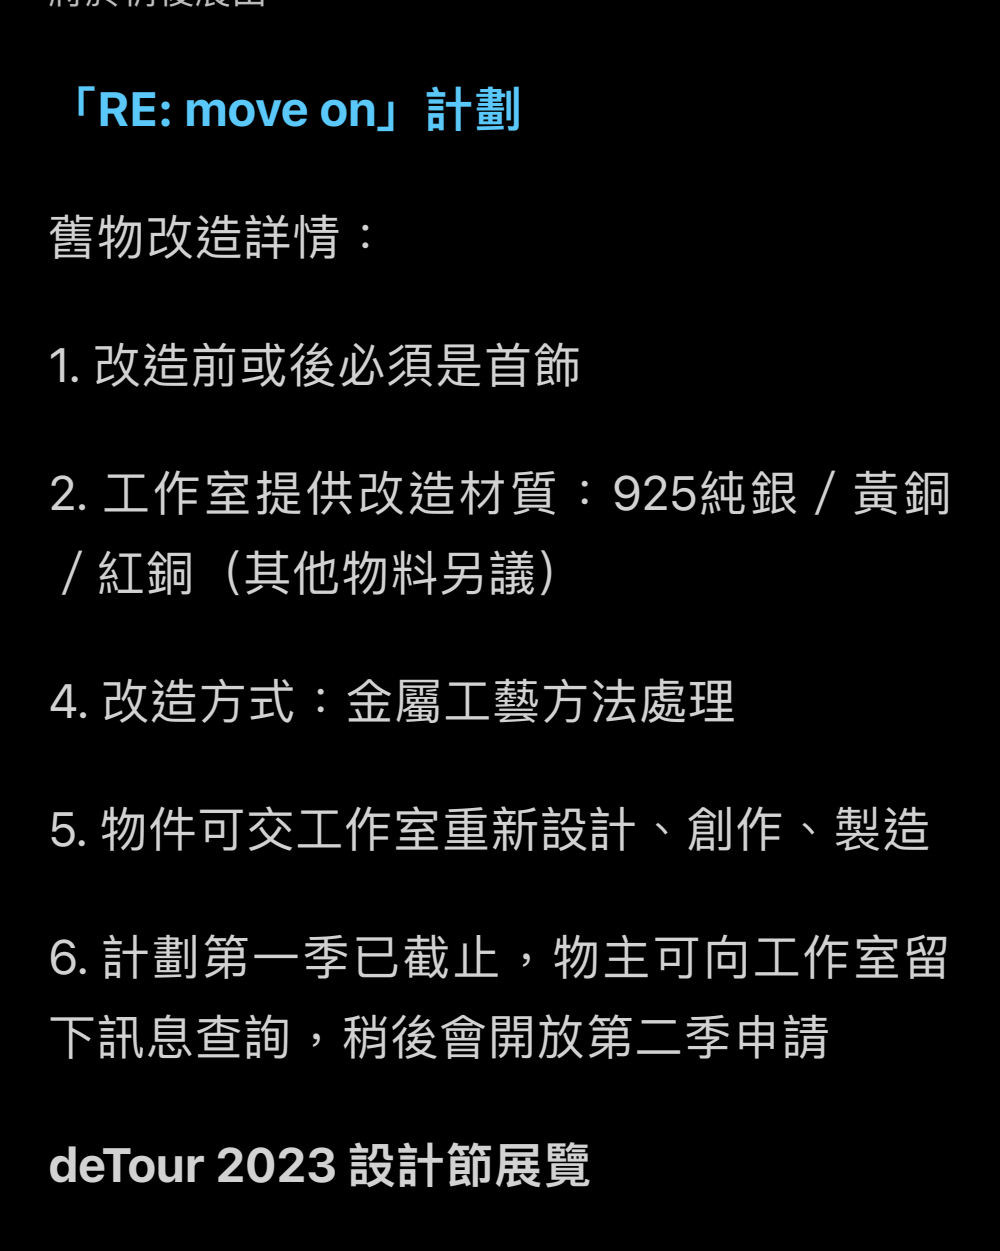 「RE: move on」計劃
舊物改造詳情：
1. 改造前或後必須是首飾
2. 工作室提供改造材質：925純銀／黃銅
／紅銅（其他物料另議）
4. 改造方式：金屬工藝方法處理
5. 物件可交工作室重新設計、創作、製造
6. 計劃第一季已截止，物主可向工作室留
下訊息查詢，稍後會開放第二季申請
deTour 2023 設計節展覽